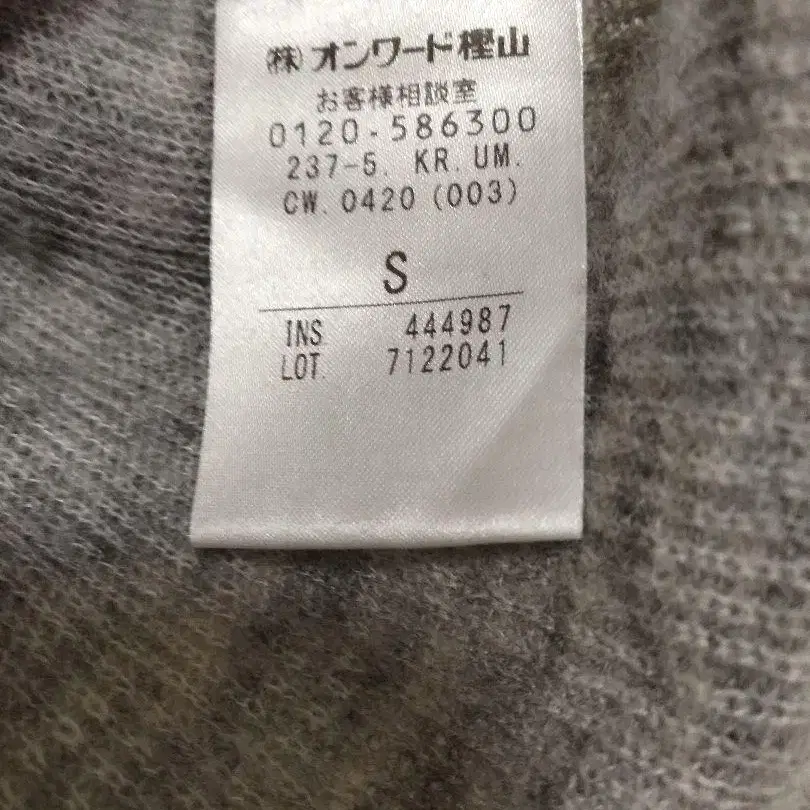 ㈱オンワード樫山
お客様相談室
0120-586300
237-5. KR. UM.
CW. 0420 (003)
S
INS. 444987
LOT. 7122041